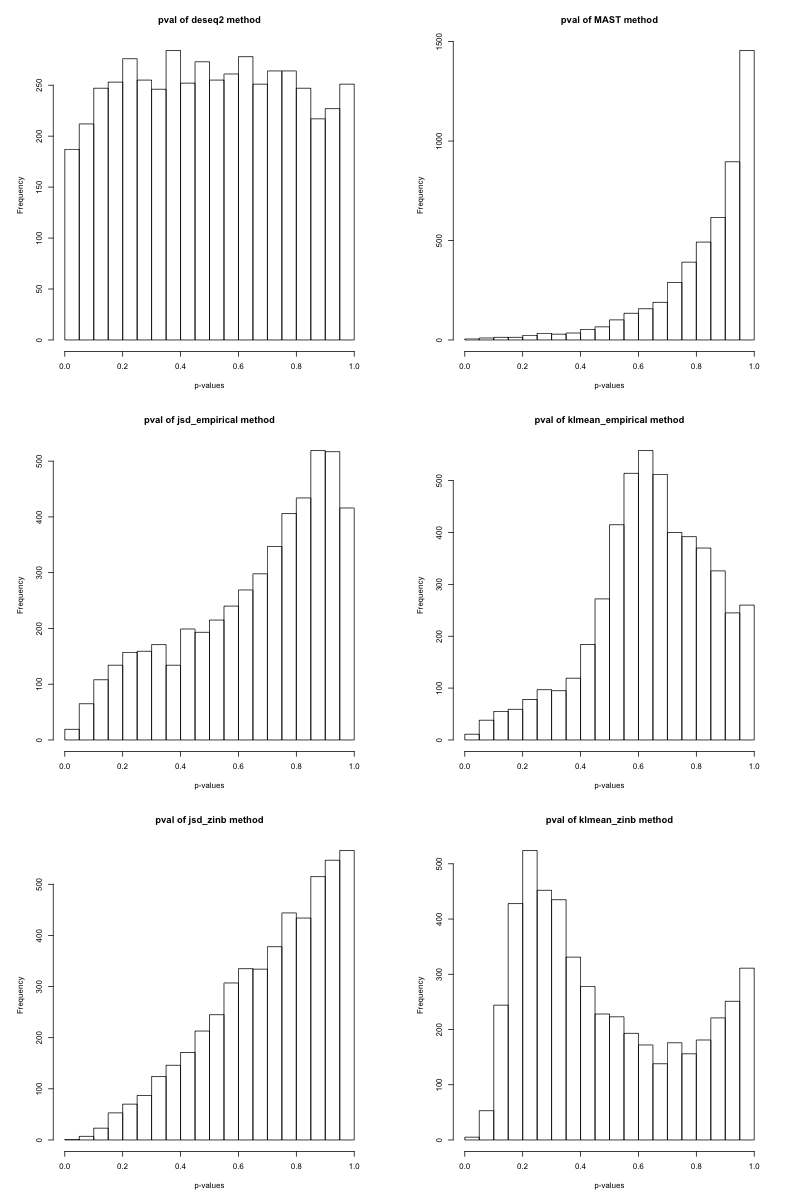 pval of deseq2 method
Frequency
0
50
100
150
200
250
0.0 0.2 0.4 0.6 0.8 1.0
p-values
pval of MAST method
Frequency
0
500
1000
1500
0.0 0.2 0.4 0.6 0.8 1.0
p-values
pval of jsd_empirical method
Frequency
0
100
200
300
400
500
0.0 0.2 0.4 0.6 0.8 1.0
p-values
pval of klmean_empirical method
Frequency
0
100
200
300
400
500
0.0 0.2 0.4 0.6 0.8 1.0
p-values
pval of jsd_zinb method
Frequency
0
100
200
300
400
500
0.0 0.2 0.4 0.6 0.8 1.0
p-values
pval of klmean_zinb method
Frequency
0
100
200
300
400
500
0.0 0.2 0.4 0.6 0.8 1.0
p-values